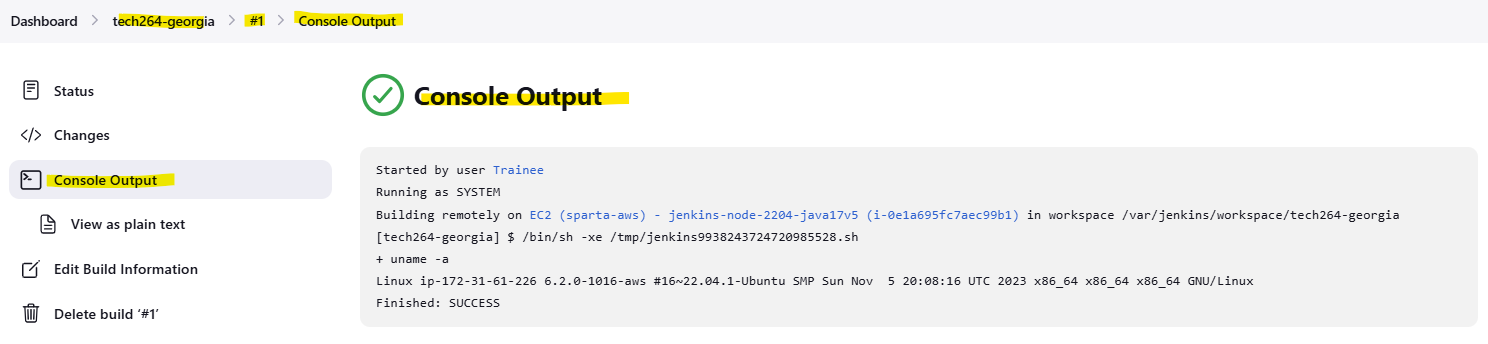 Dashboard > tech264-georgia > #1 > Console Output
Status
Changes
Console Output
View as plain text
Edit Build Information
Delete build ‘#1’
Console Output
Started by user Trainee
Running as SYSTEM
Building remotely on EC2 (sparta-aws) - jenkins-node-2204-java17v5 (i-0e1a695fc7aec99b1) in workspace /var/jenkins/workspace/tech264-georgia
[tech264-georgia] $ /bin/sh -xe /tmp/jenkins9938243724720985528.sh
+ uname -a
Linux ip-172-31-61-226 6.2.0-1016-aws #16~22.04.1-Ubuntu SMP Sun Nov  5 20:08:16 UTC 2023 x86_64 x86_64 x86_64 GNU/Linux
Finished: SUCCESS